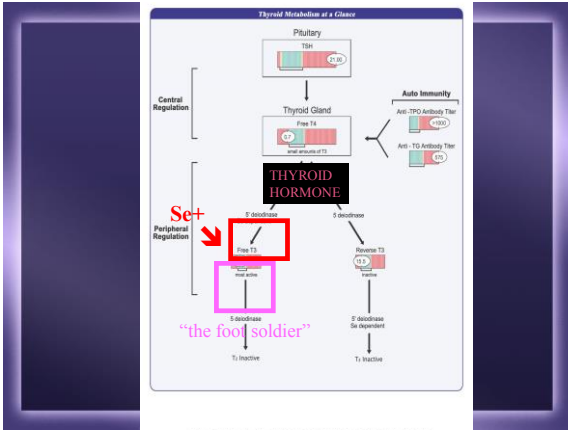 Thyroid Metabolism at a Glance
Pituitary
TSH
21.00
Central
Regulation
Auto Immunity
Anti -TPO Antibody Titer
>1000
Anti - TG Antibody Titer
575
Thyroid Gland
Free T4
0.7
small amounts of T3
THYROID
HORMONE
Se+
5' deiodinase
5 deiodinase
Peripheral
Regulation
Free T3
most active
Reverse T3
15.0
inactive
5 deiodinase
"the foot soldier"
5' deiodinase
Se dependent
T₂ Inactive
T₂ Inactive